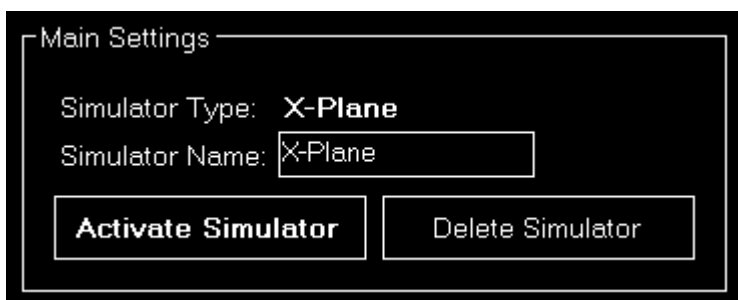 Main Settings
Simulator Type: X-Plane
Simulator Name: X-Plane
Activate Simulator Delete Simulator